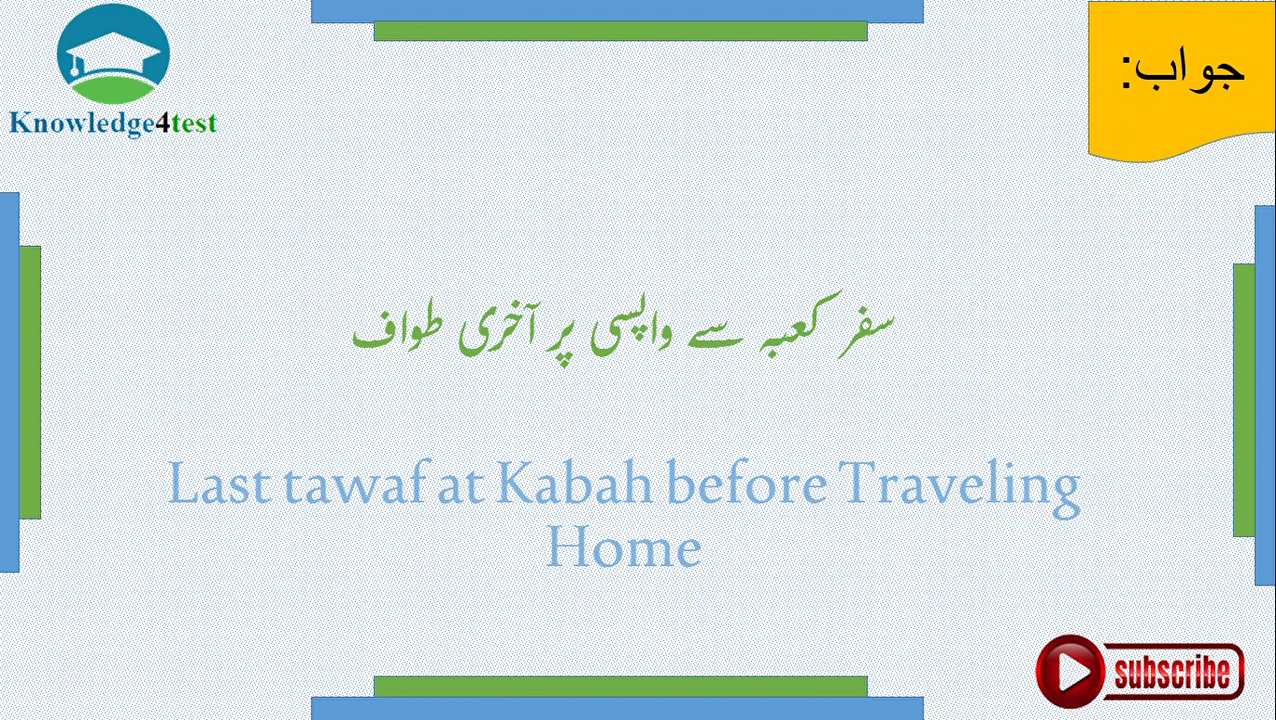 Knowledge4test
جواب:
سفر کعبہ سے واپسی پر آخری طواف
Last tawaf at Kabah before Traveling
Home
subscribe